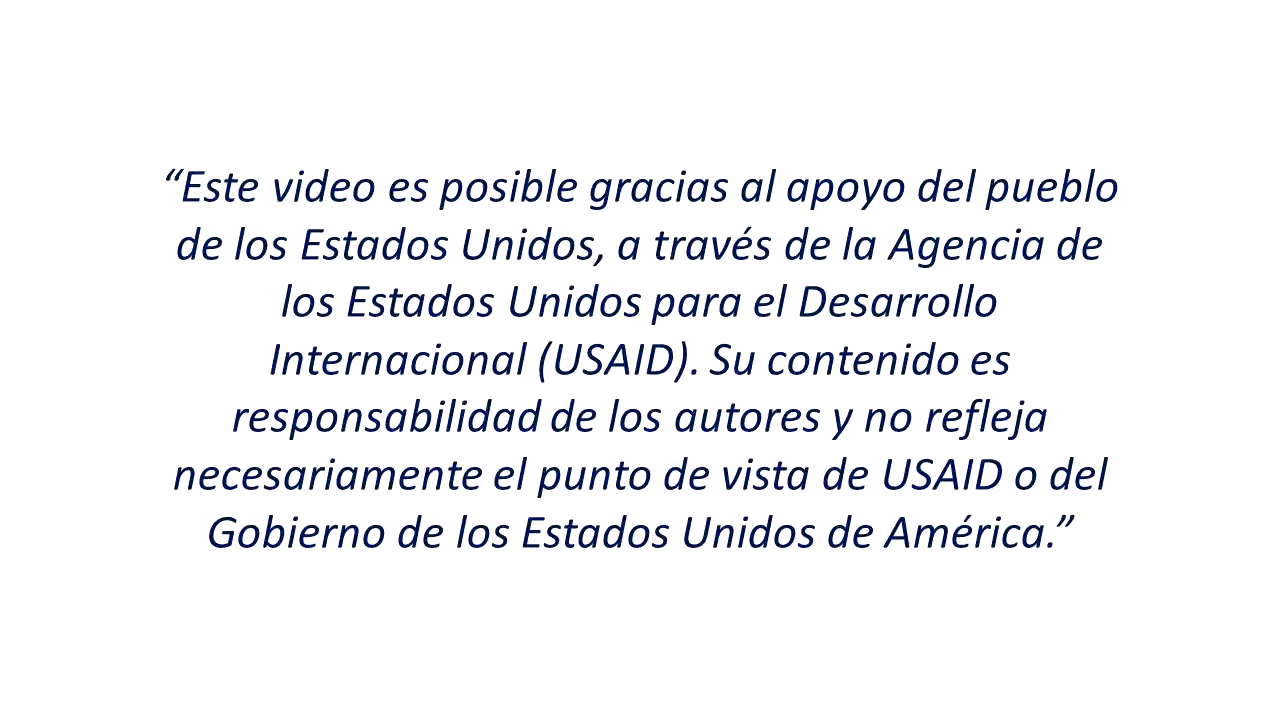 “Este video es posible gracias al apoyo del pueblo
de los Estados Unidos, a través de la Agencia de
los Estados Unidos para el Desarrollo
Internacional (USAID). Su contenido es
responsabilidad de los autores y no refleja
necesariamente el punto de vista de USAID o del
Gobierno de los Estados Unidos de América.”